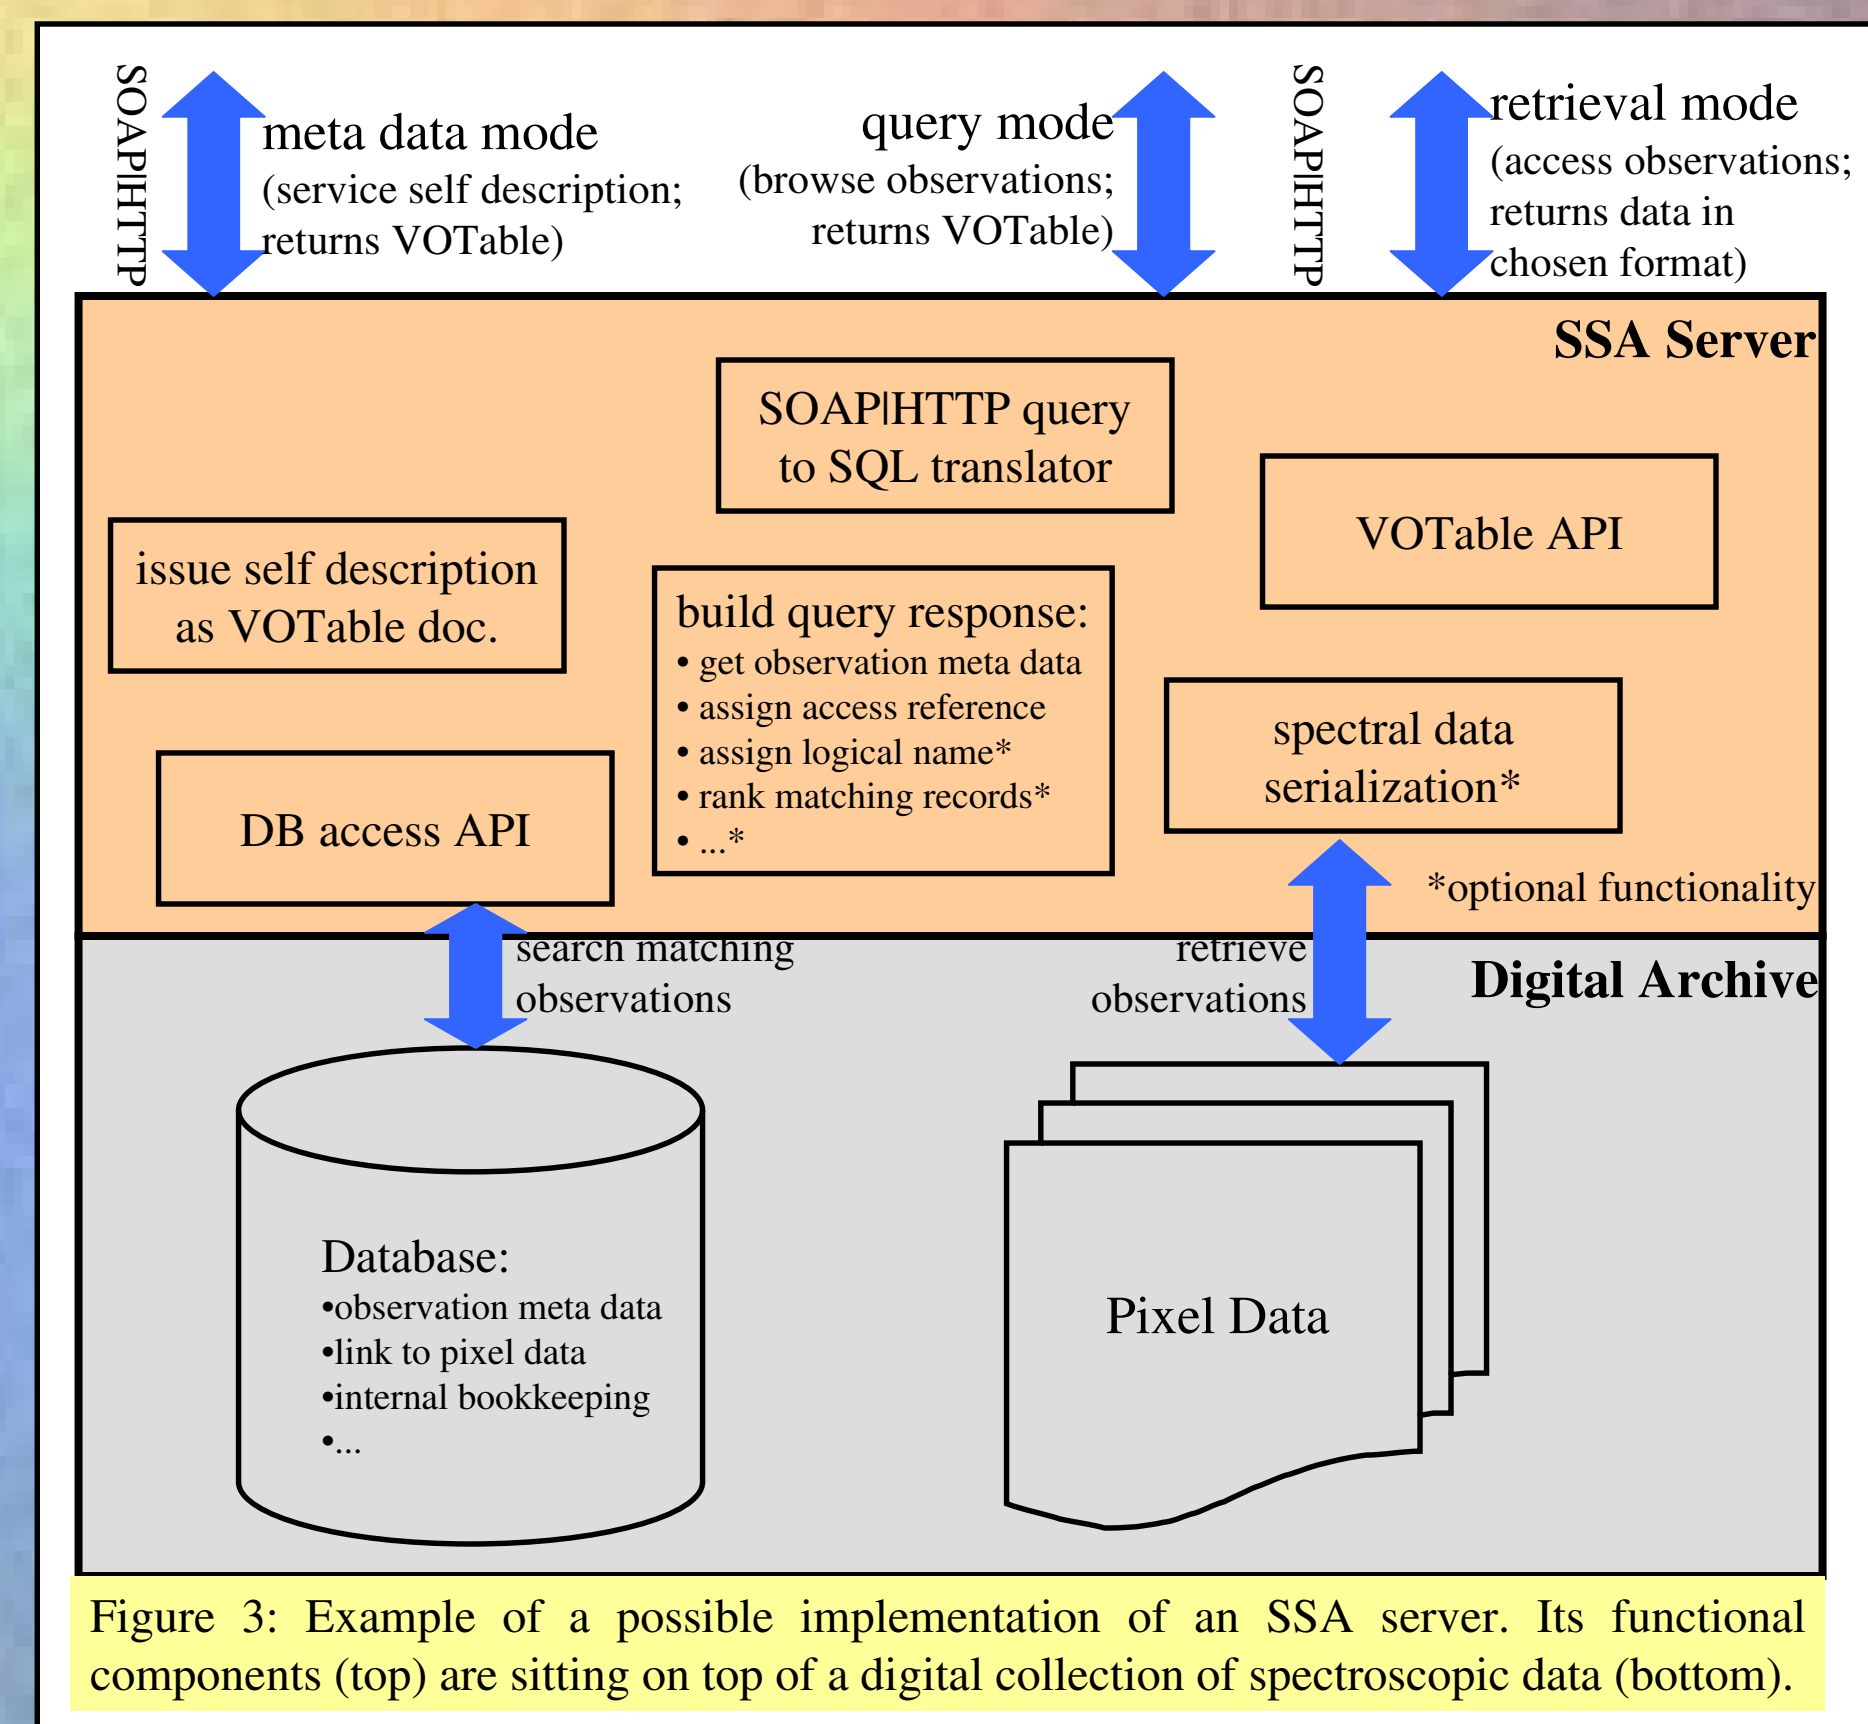 SOAP|HTTP
meta data mode
(service self description;
returns VOTable)
query mode
(browse observations;
returns VOTable)
SOAP|HTTP
retrieval mode
(access observations;
returns data in
chosen format)
SSA Server
SOAP|HTTP query
to SQL translator
VOTable API
issue self description
as VOTable doc.
build query response:
• get observation meta data
• assign access reference
• assign logical name*
• rank matching records*
• ...*
spectral data
serialization*
DB access API
*optional functionality
search matching
observations
retrieve
observations
Digital Archive
Database:
•observation meta data
•link to pixel data
•internal bookkeeping
•...
Pixel Data
Figure 3: Example of a possible implementation of an SSA server. Its functional
components (top) are sitting on top of a digital collection of spectroscopic data (bottom).